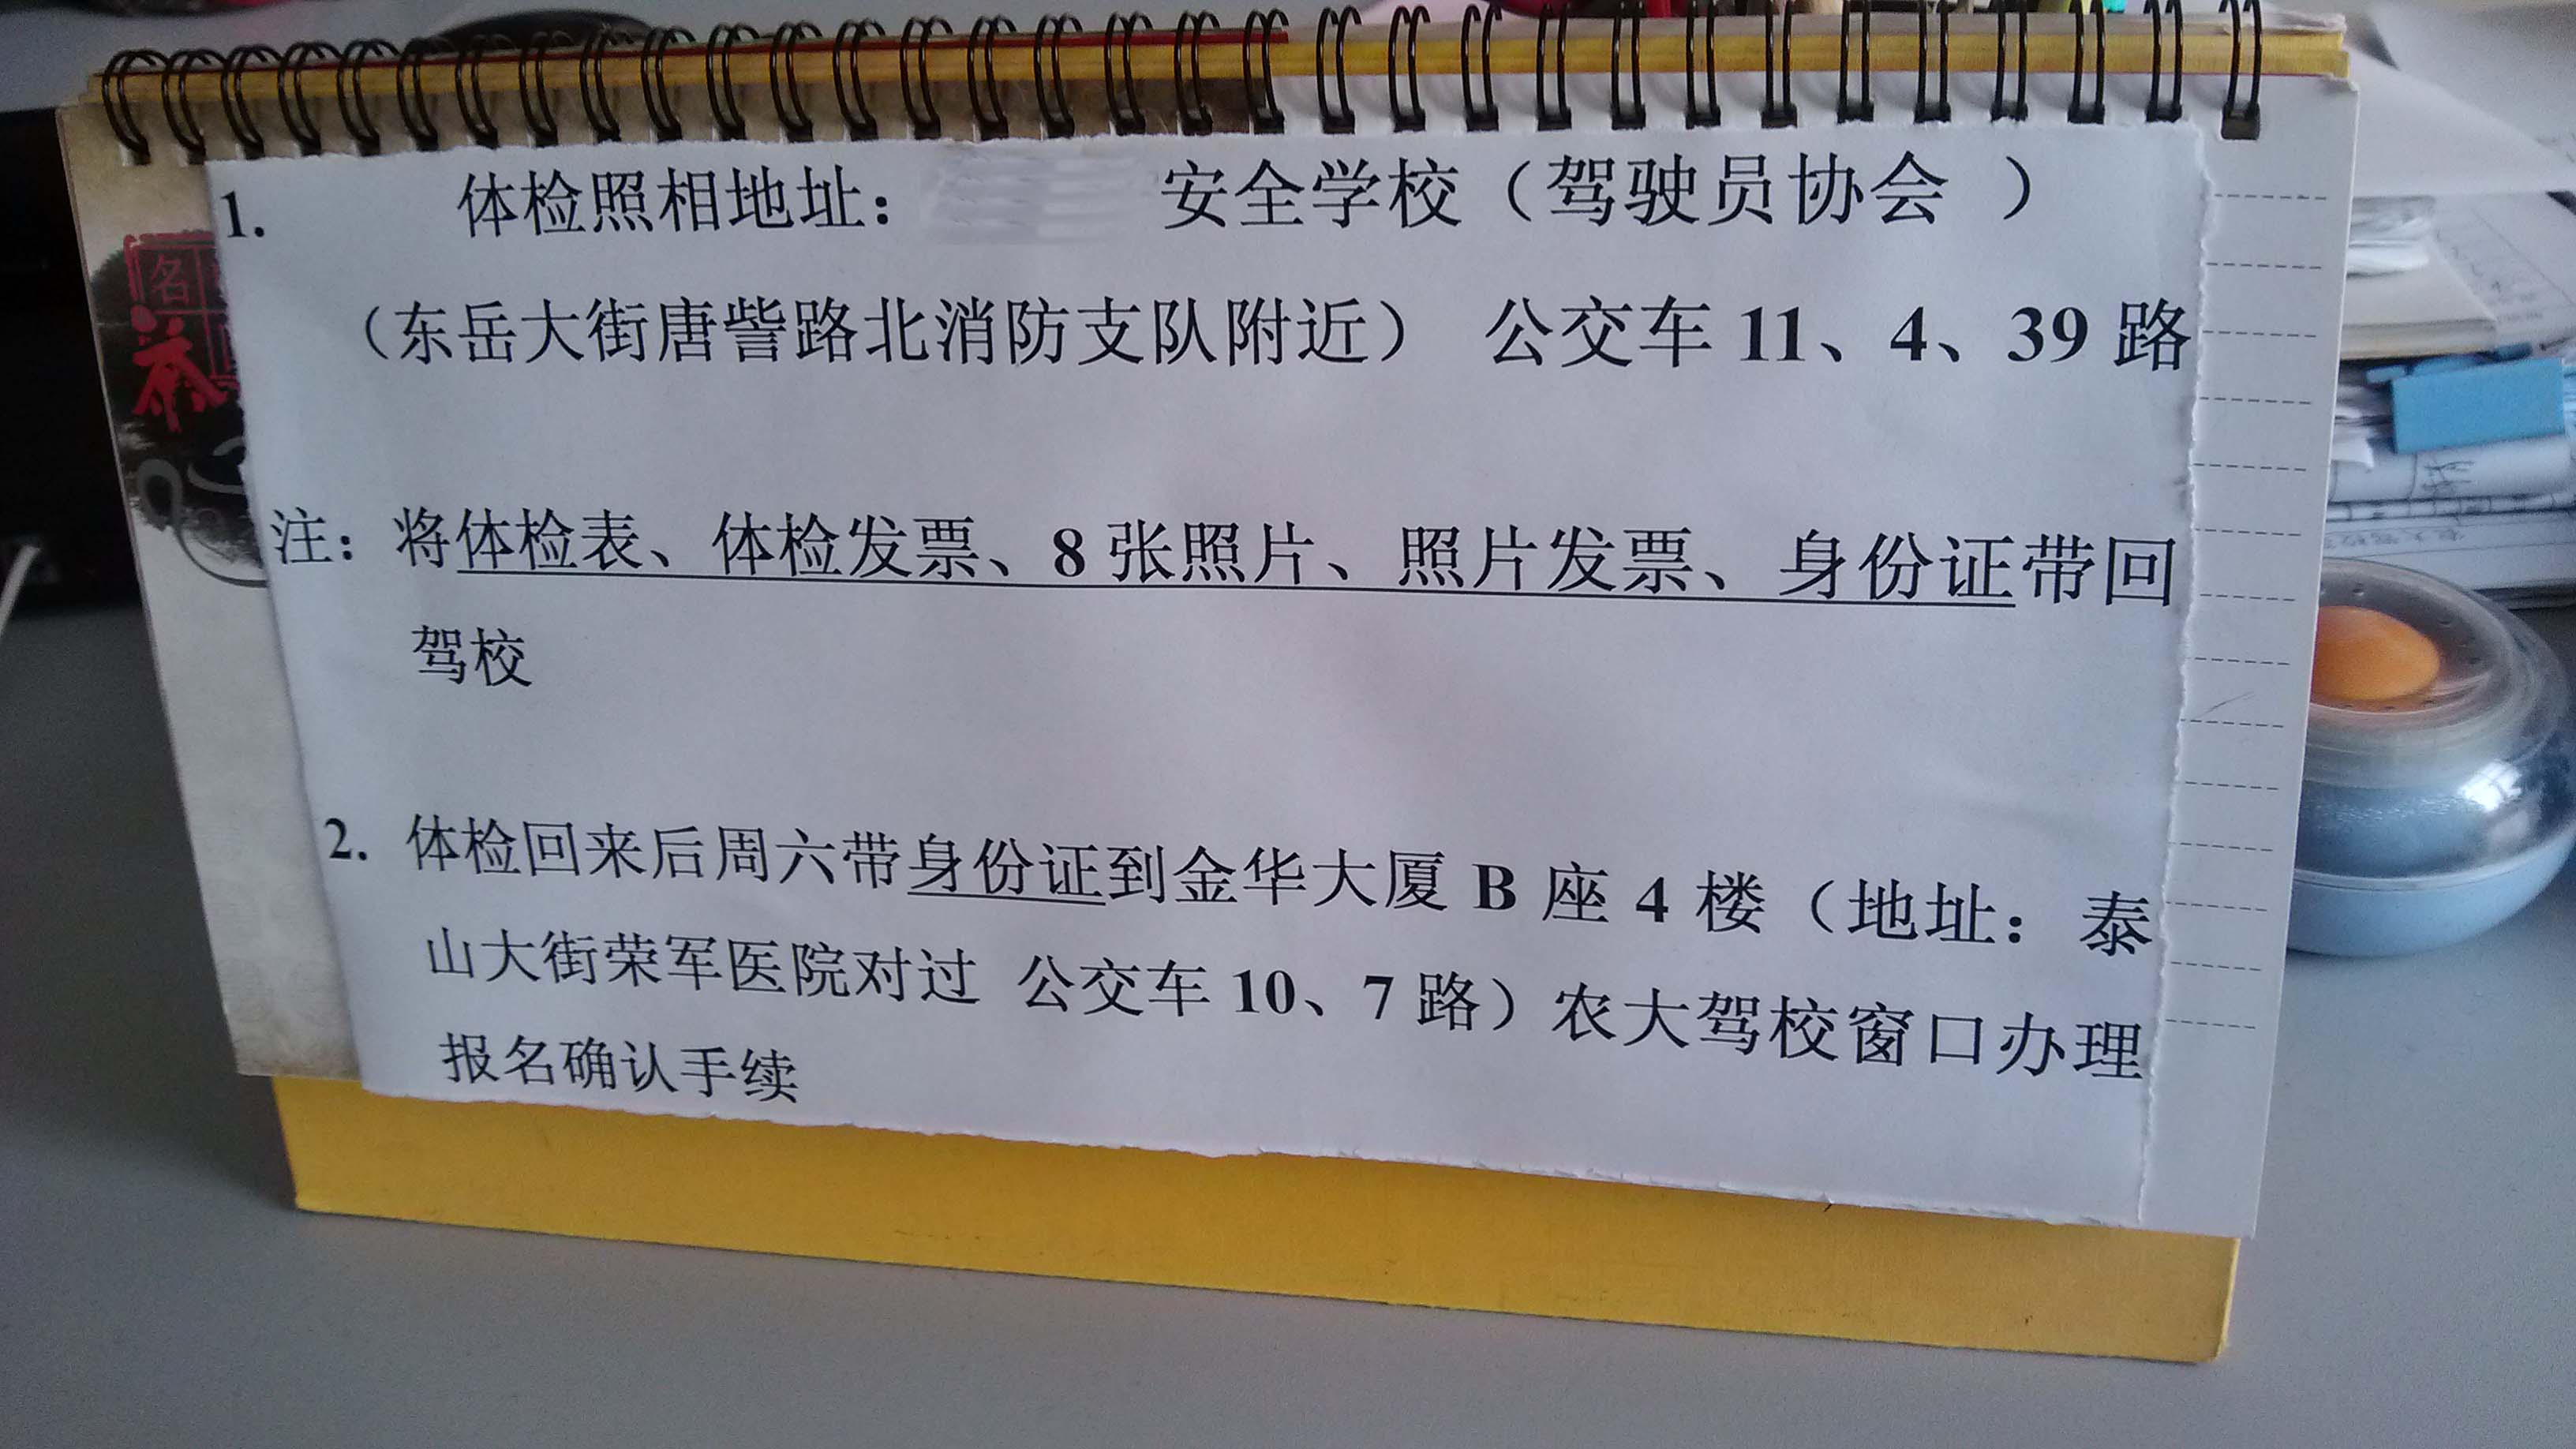 1. 体检照相地址: 安全学校（驾驶员协会 ）
（东岳大街唐訾路北消防支队附近） 公交车 11、4、39 路
注：将体检表、体检发票、8 张照片、照片发票、身份证带回
驾校
2. 体检回来后周六带身份证到金华大厦 B 座 4 楼（地址：泰
山大街荣军医院对过 公交车 10、7 路）农大驾校窗口办理
报名确认手续
名